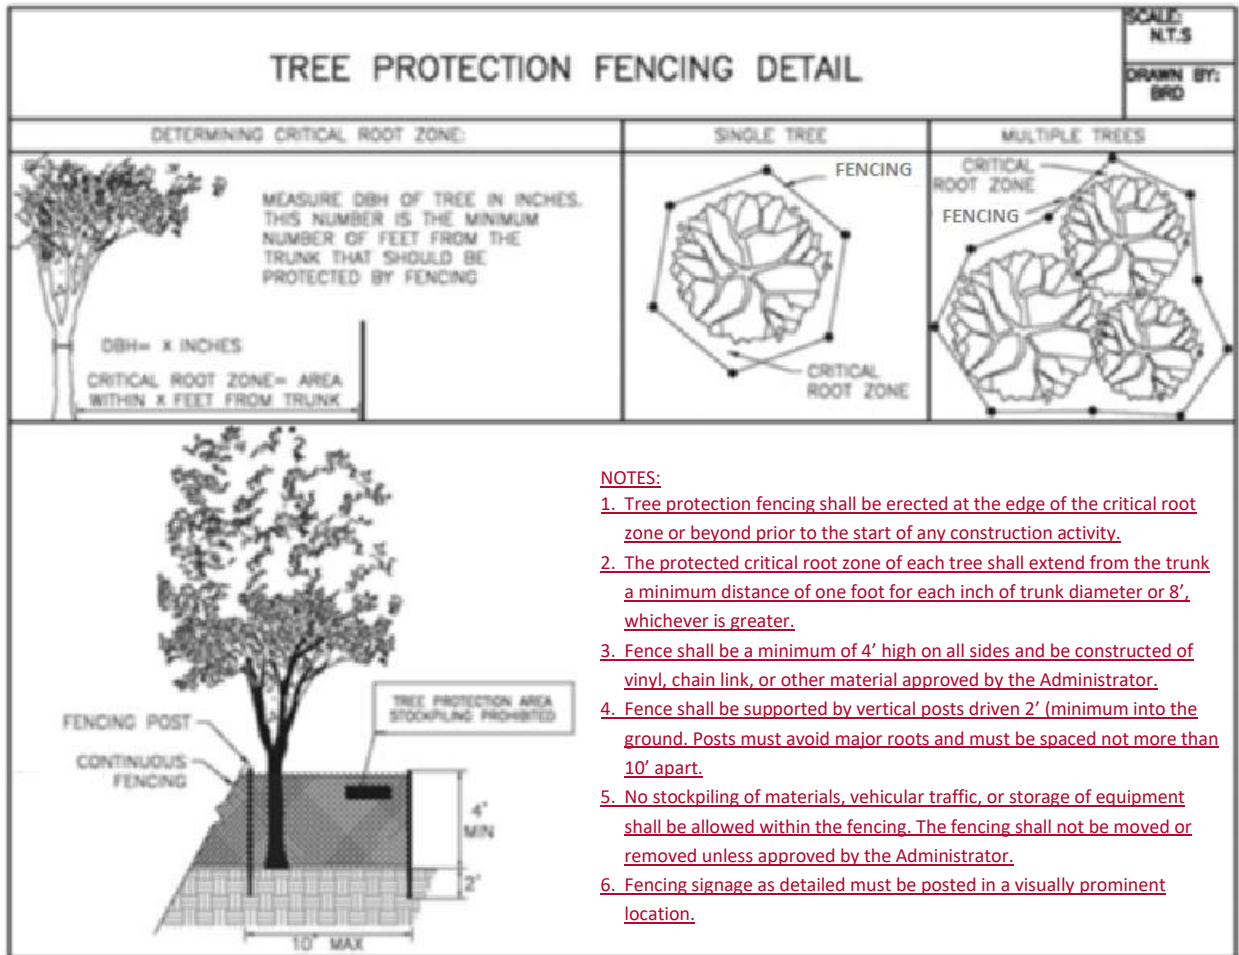 TREE PROTECTION FENCING DETAIL
SCALE:
N.T.S
DRAWN BY:
BRD
DETERMINING CRITICAL ROOT ZONE:
MEASURE DBH OF TREE IN INCHES.
THIS NUMBER IS THE MINIMUM
NUMBER OF FEET FROM THE
TRUNK THAT SHOULD BE
PROTECTED BY FENCING
DBH= X INCHES
CRITICAL ROOT ZONE= AREA
WITHIN X FEET FROM TRUNK
SINGLE TREE
FENCING
CRITICAL
ROOT ZONE
MULTIPLE TREES
CRITICAL
ROOT ZONE
FENCING
TREE PROTECTION AREA
STOCKPILING PROHIBITED
FENCING POST
CONTINUOUS
FENCING
4'
MIN
2'
10' MAX
NOTES:
1. Tree protection fencing shall be erected at the edge of the critical root
zone or beyond prior to the start of any construction activity.
2. The protected critical root zone of each tree shall extend from the trunk
a minimum distance of one foot for each inch of trunk diameter or 8’,
whichever is greater.
3. Fence shall be a minimum of 4’ high on all sides and be constructed of
vinyl, chain link, or other material approved by the Administrator.
4. Fence shall be supported by vertical posts driven 2’ (minimum into the
ground. Posts must avoid major roots and must be spaced not more than
10’ apart.
5. No stockpiling of materials, vehicular traffic, or storage of equipment
shall be allowed within the fencing. The fencing shall not be moved or
removed unless approved by the Administrator.
6. Fencing signage as detailed must be posted in a visually prominent
location.